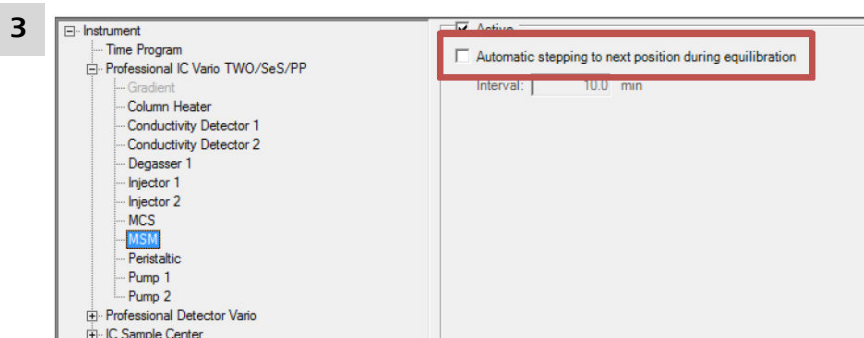 3
Instrument
Time Program
Professional IC Vario TWO/SeS/PP
Gradient
Column Heater
Conductivity Detector 1
Conductivity Detector 2
Degasser 1
Injector 1
Injector 2
MCS
MSM
Peristaltic
Pump 1
Pump 2
Professional Detector Vario
IC Sample Center
Active
Automatic stepping to next position during equilibration
Interval: 10.0 min